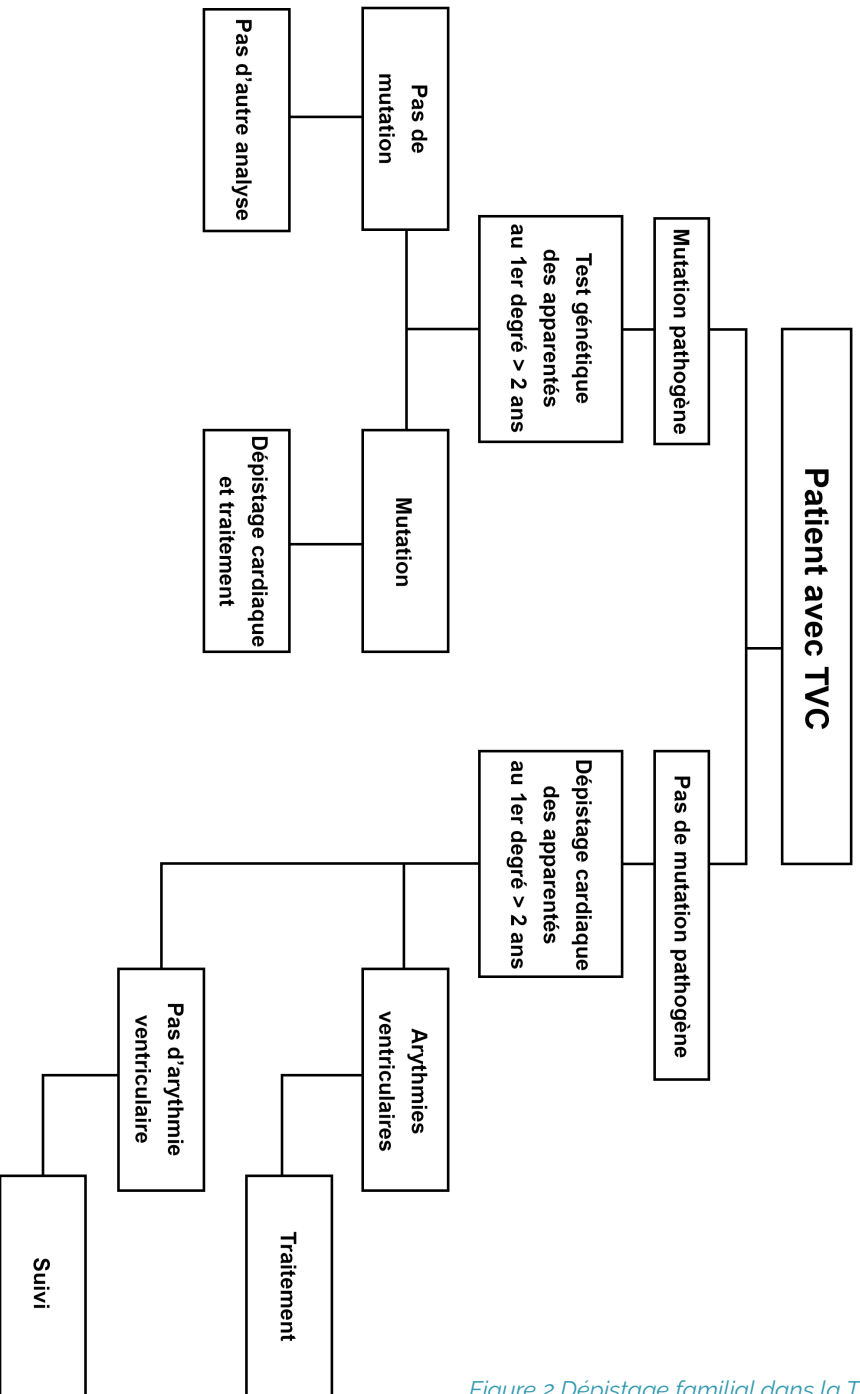 Patient avec TVC
Mutation pathogène
Pas de mutation pathogène
Test génétique
des apparentés
au 1er degré > 2 ans
Dépistage cardiaque
des apparentés
au 1er degré > 2 ans
Pas de
mutation
Mutation
Arythmies
ventriculaires
Pas d'autre analyse
Dépistage cardiaque
et traitement
Traitement
Pas d'arythmie
ventriculaire
Suivi
Figure 2 Dépistage familial dans la